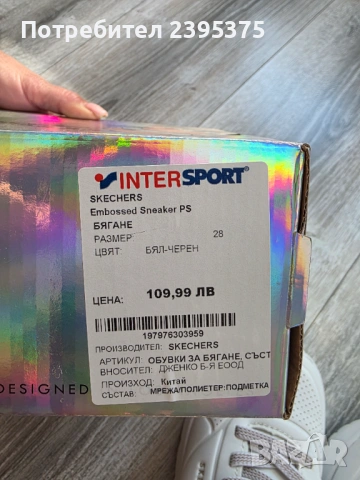 Потребител 2395375
INTERSPORT
SKECHERS
Embossed Sneaker PS
БЯГАНЕ
РАЗМЕР 28
ЦВЯТ: БЯЛ-ЧЕРЕН
ЦЕНА: 109,99 ЛВ
197976303959
ПРОИЗВОДИТЕЛ: SKECHERS
АРТИКУЛ: ОБУВКИ ЗА БЯГАНЕ, СЪСТ
ВНОСИТЕЛ: ДЖЕНКО Б-Я ЕООД
ПРОИЗХОД: Китай
СЪСТАВ: МРЕЖА/ПОЛИЕТЕР:ПОДМЕТКА
DESIGNED
BAZAR